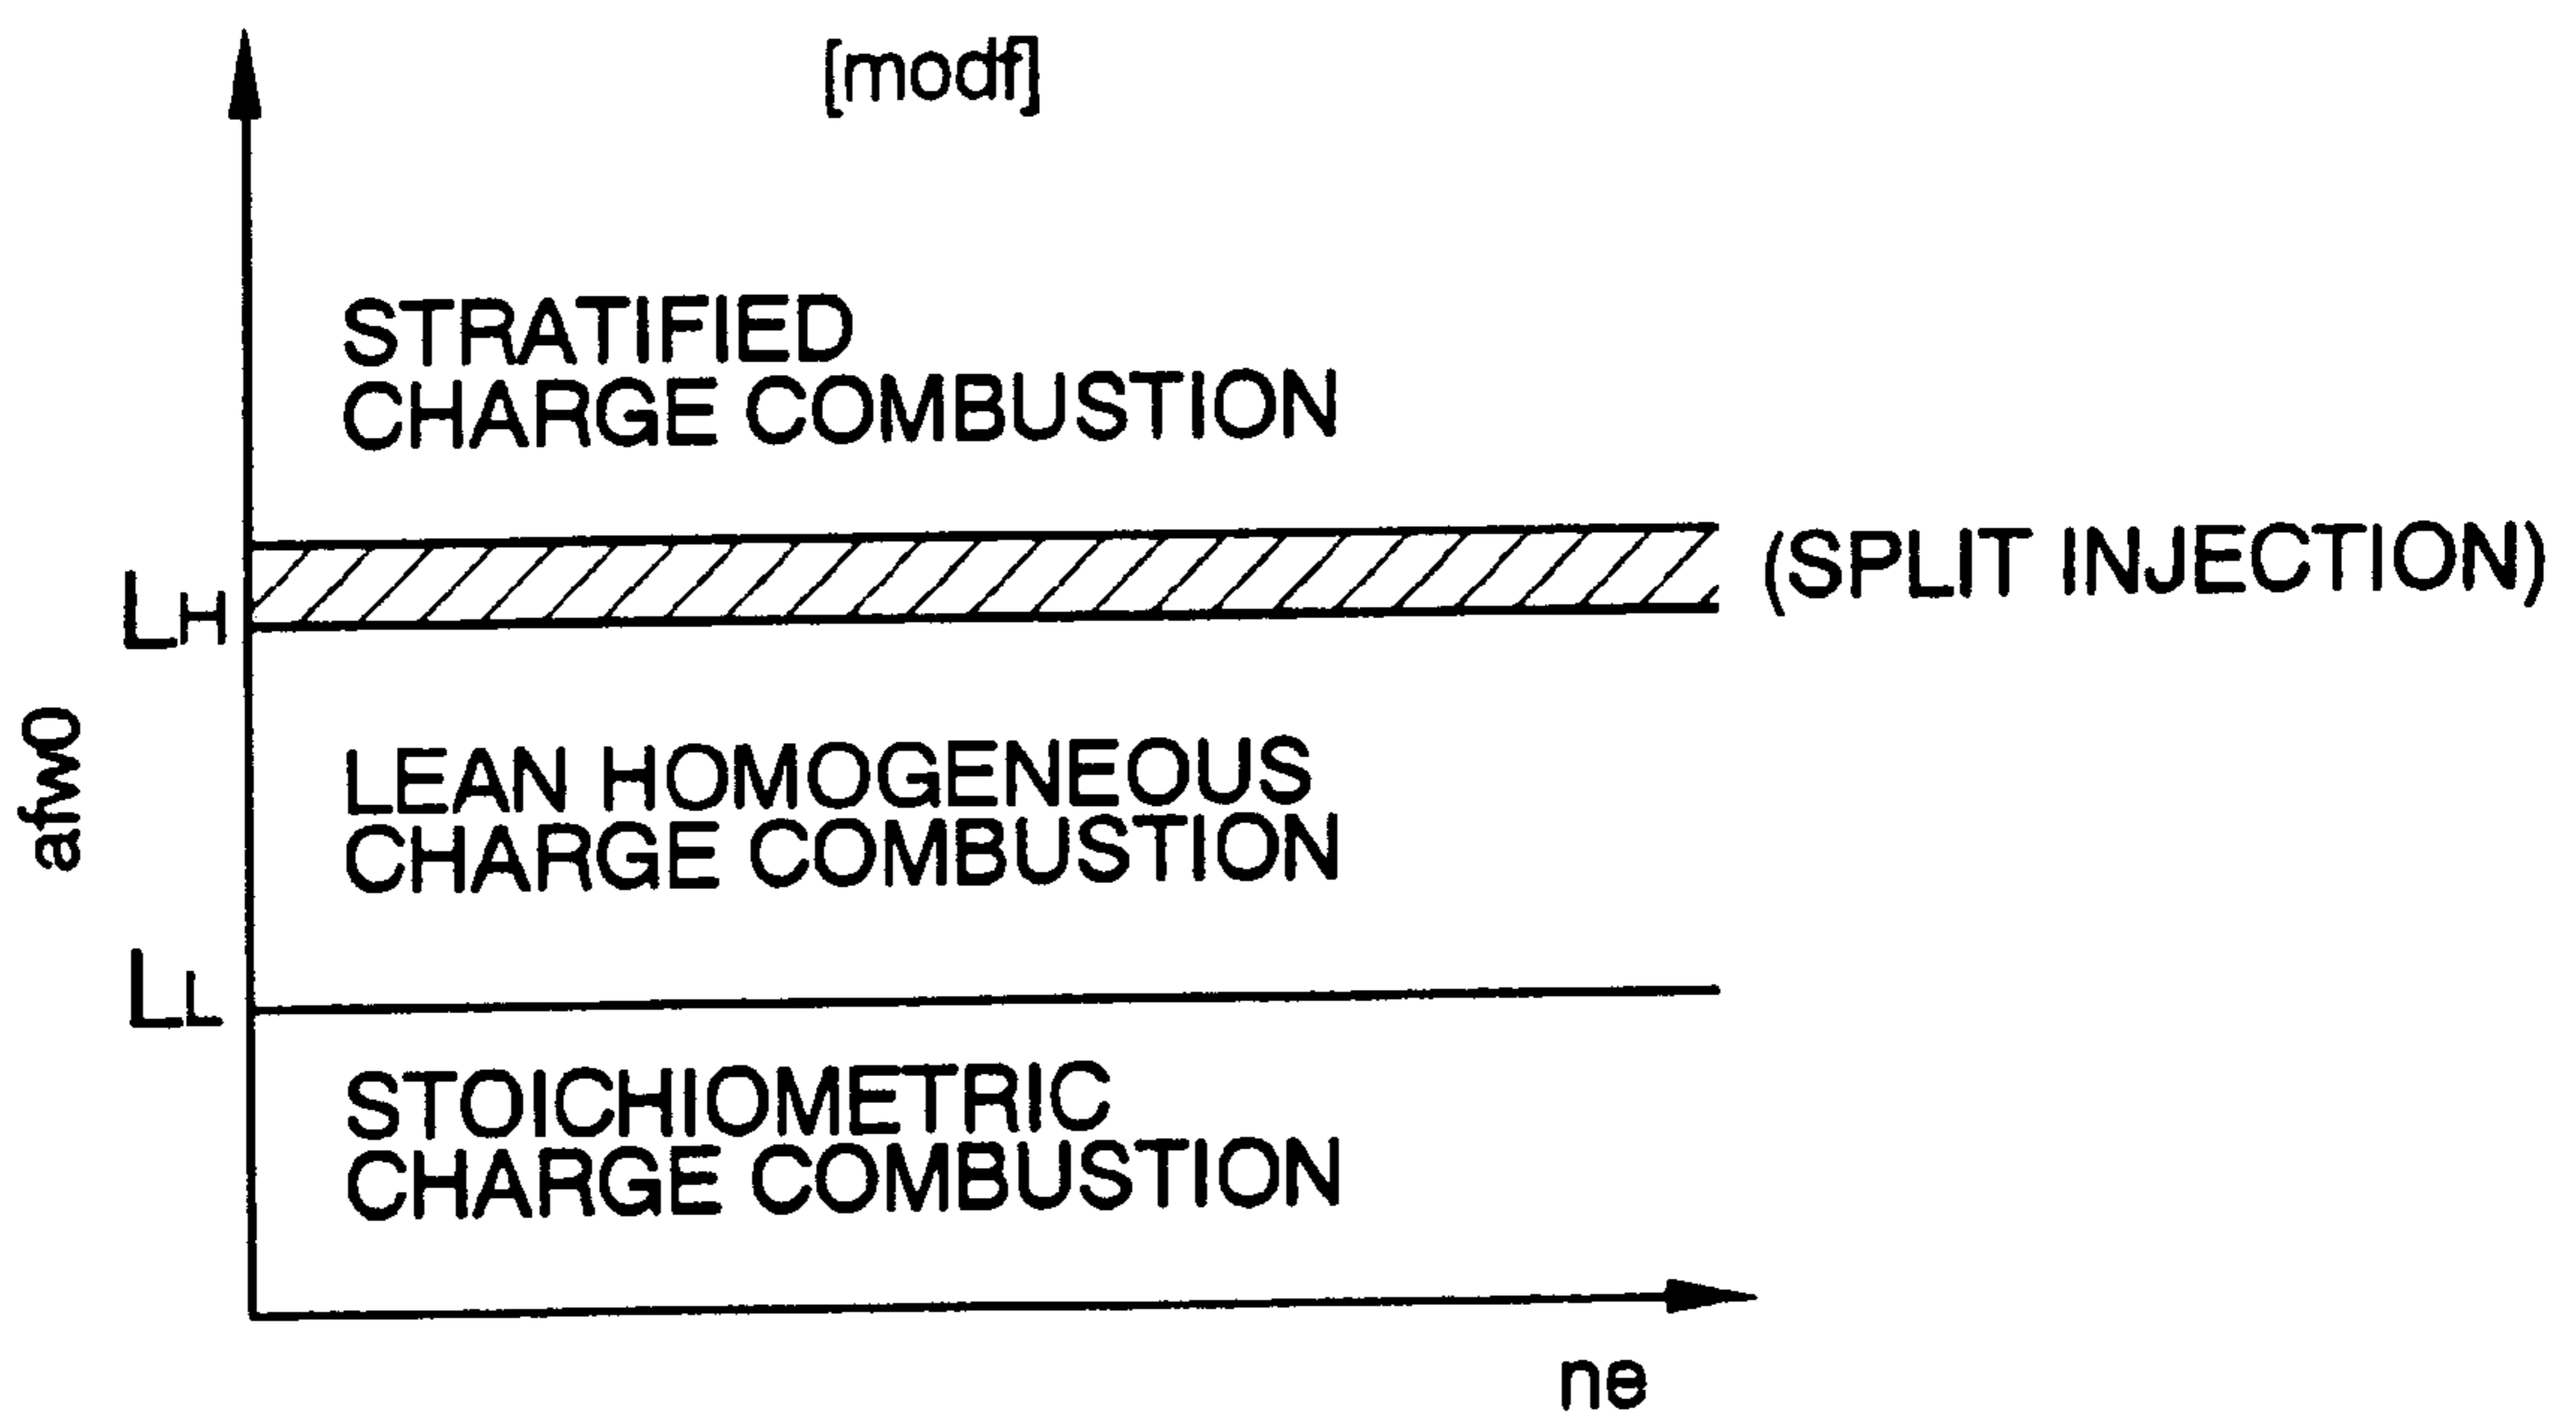 [modf]
STRATIFIED
CHARGE COMBUSTION
(SPLIT INJECTION)
LH
afw0
LEAN HOMOGENEOUS
CHARGE COMBUSTION
LL
STOICHIOMETRIC
CHARGE COMBUSTION
ne